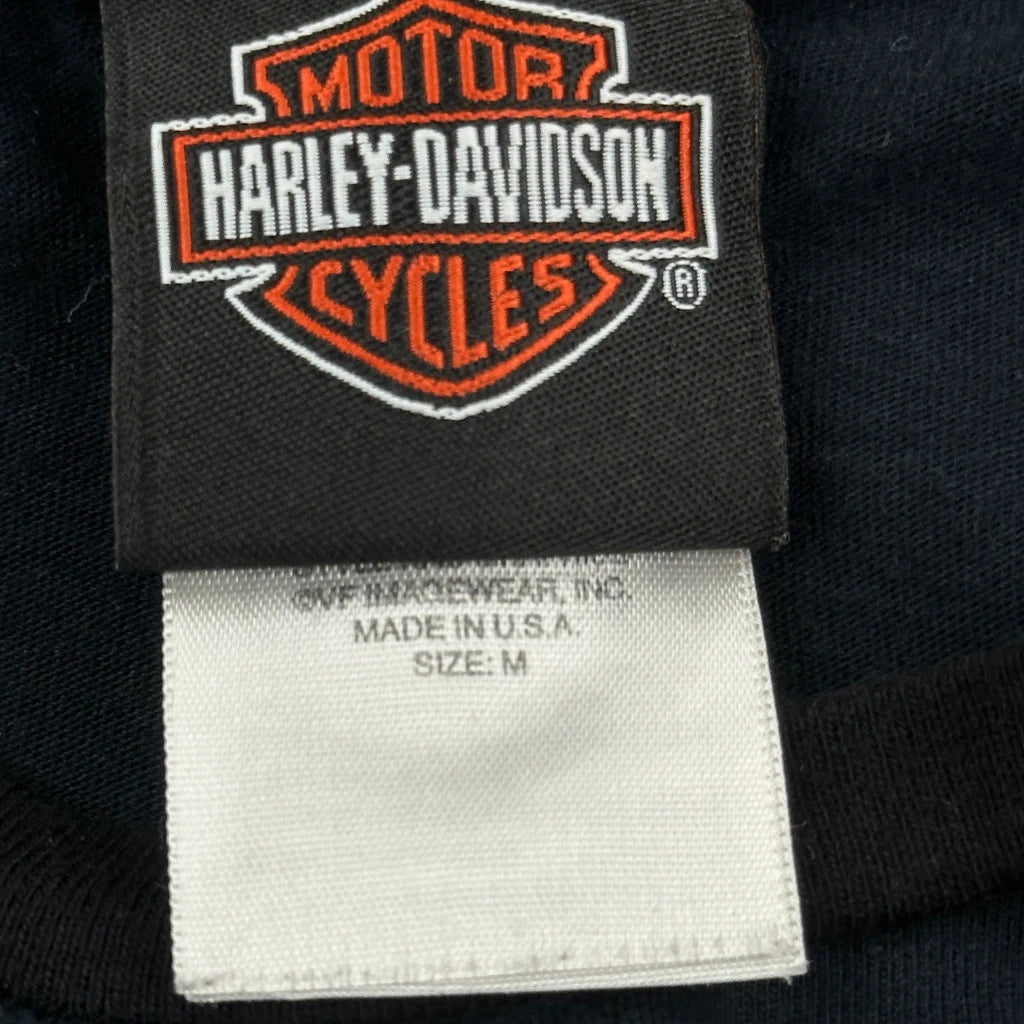 MOTOR
HARLEY-DAVIDSON
CYCLES
®
©VF IMAGEWEAR, INC.
MADE IN U.S.A.
SIZE: M